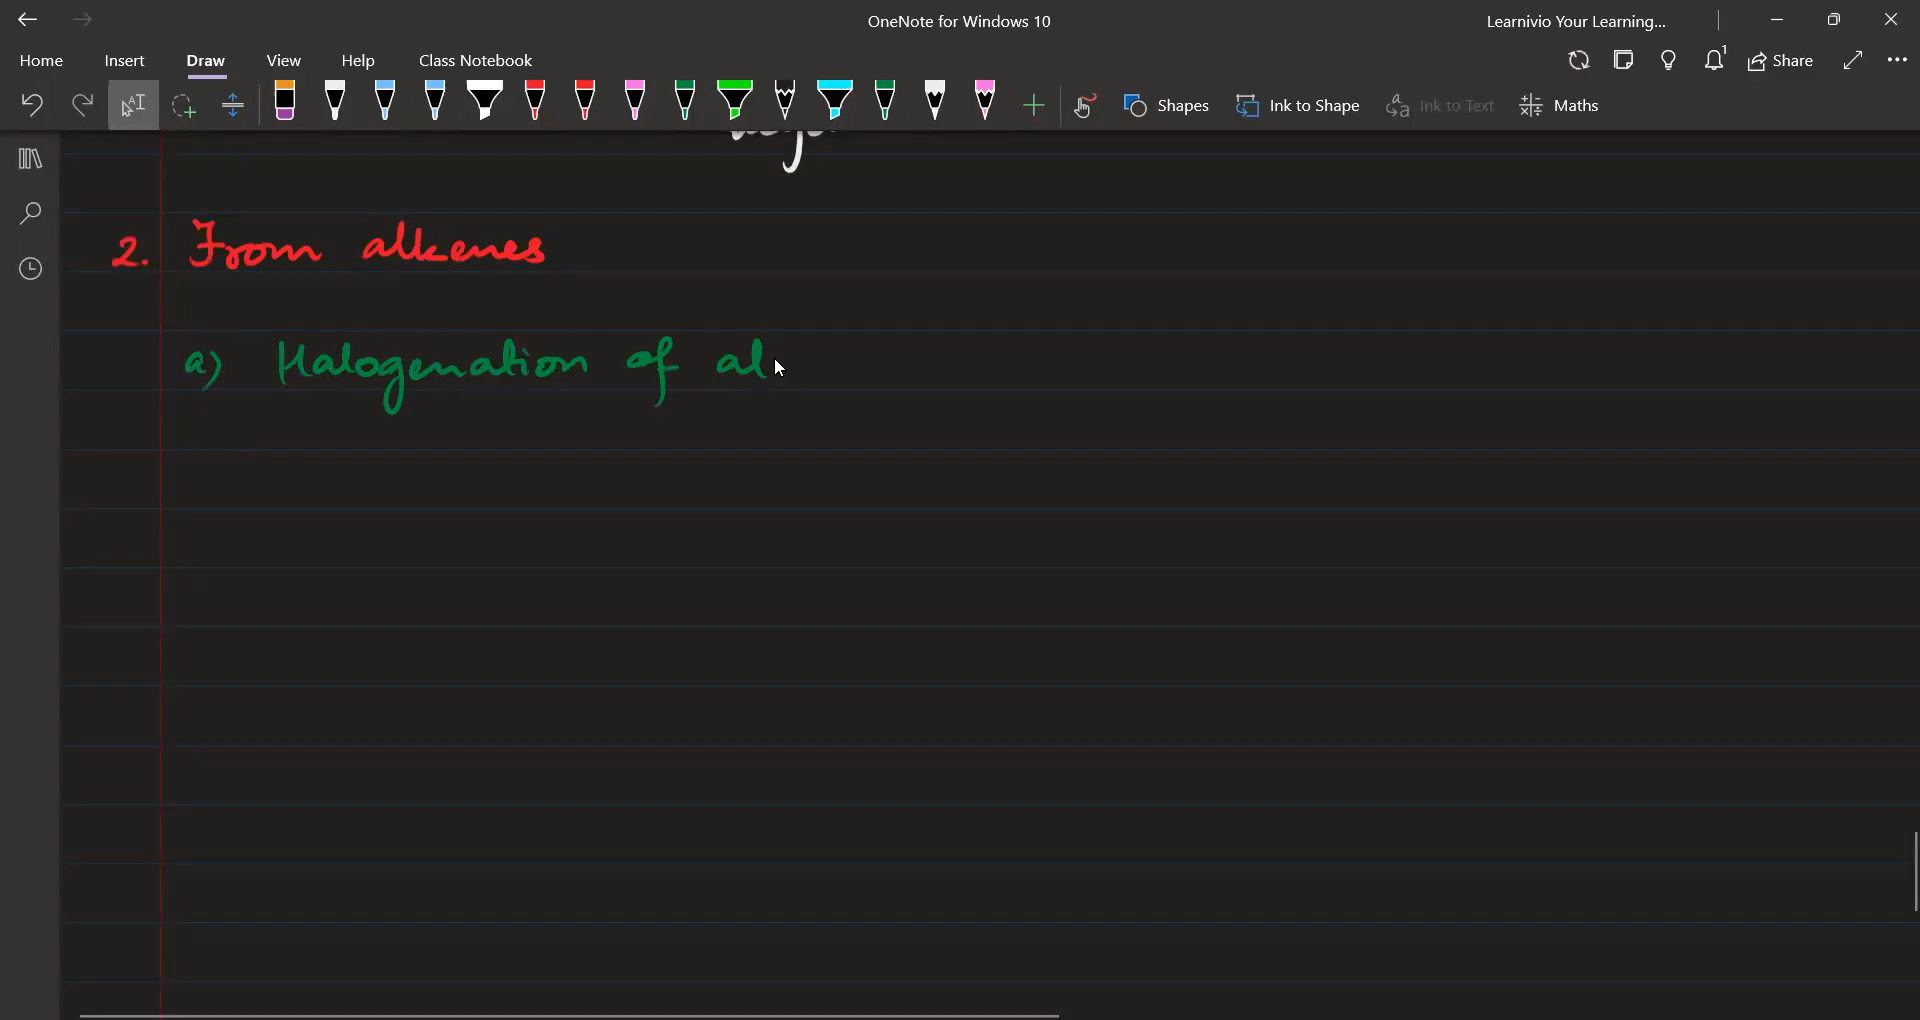 OneNote for Windows 10
Learnivio Your Learning...
Home Insert Draw View Help Class Notebook
1 Share
Shapes Ink to Shape Ink to Text Maths
2. From alkenes
a) Halogenation of al